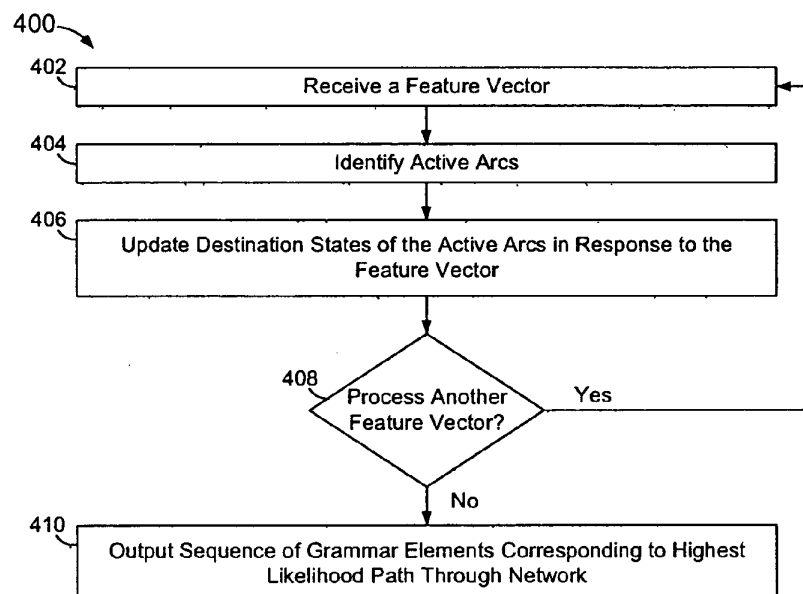 400
402
Receive a Feature Vector
404
Identify Active Arcs
406
Update Destination States of the Active Arcs in Response to the
Feature Vector
408
Process Another
Feature Vector?
Yes
No
410
Output Sequence of Grammar Elements Corresponding to Highest
Likelihood Path Through Network